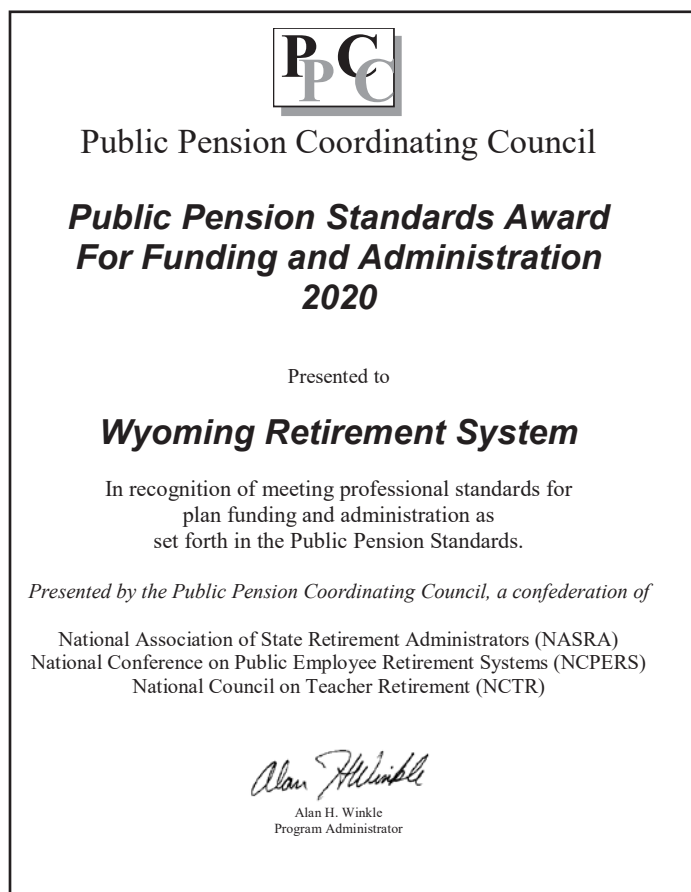 PPCC
Public Pension Coordinating Council
Public Pension Standards Award
For Funding and Administration
2020
Presented to
Wyoming Retirement System
In recognition of meeting professional standards for
plan funding and administration as
set forth in the Public Pension Standards.
Presented by the Public Pension Coordinating Council, a confederation of
National Association of State Retirement Administrators (NASRA)
National Conference on Public Employee Retirement Systems (NCPERS)
National Council on Teacher Retirement (NCTR)
Alan H Winkle
Alan H. Winkle
Program Administrator